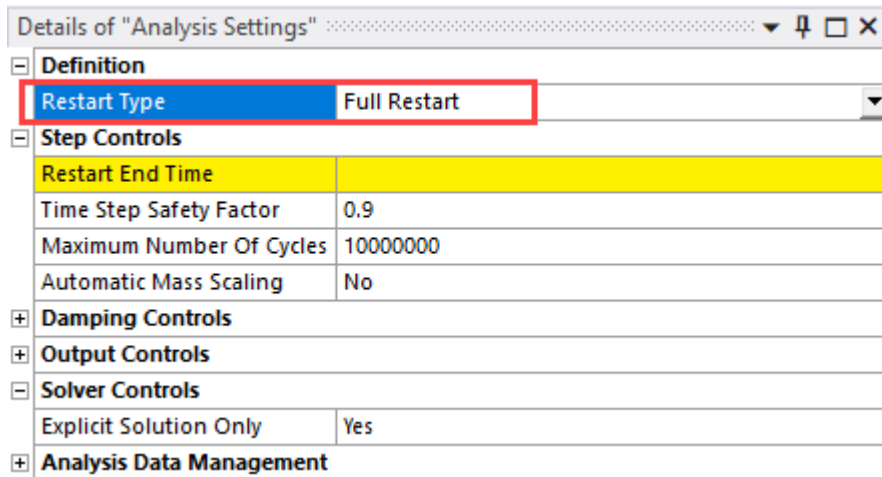 Details of "Analysis Settings"
Definition
Restart Type Full Restart
Step Controls
Restart End Time
Time Step Safety Factor 0.9
Maximum Number Of Cycles 10000000
Automatic Mass Scaling No
Damping Controls
Output Controls
Solver Controls
Explicit Solution Only Yes
Analysis Data Management